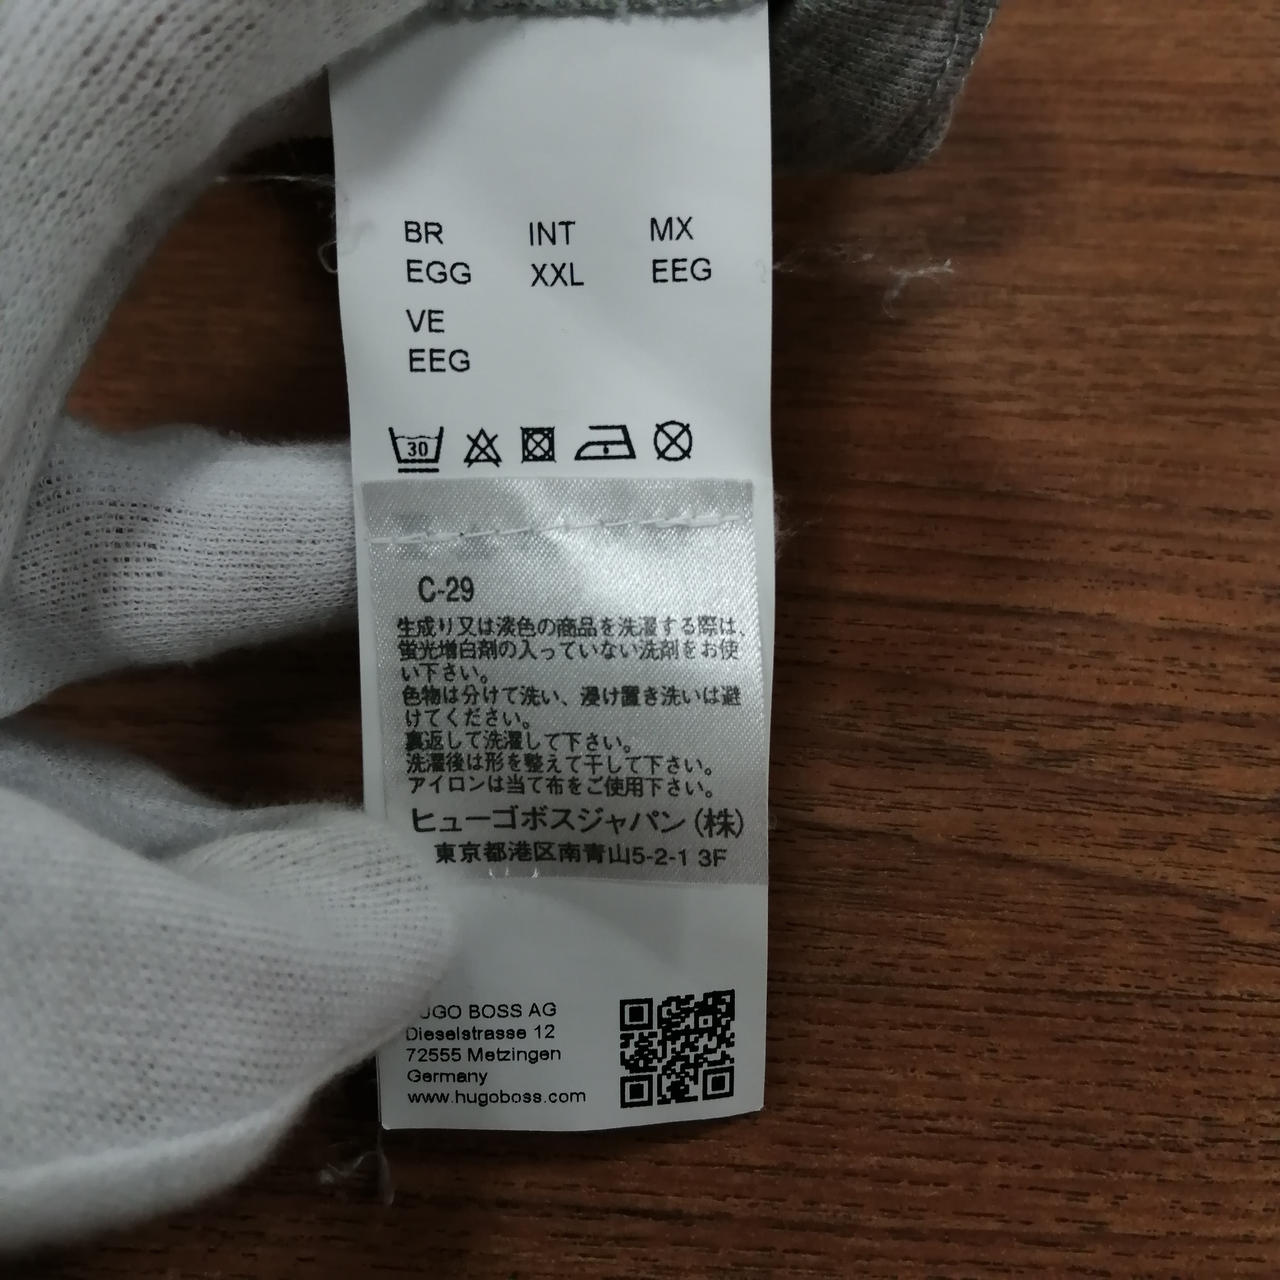 BR INT MX
EGG XXL EEG
VE
EEG
30
C-29
生成り又は淡色の商品を洗濯する際は、
蛍光増白剤の入っていない洗剤をお使
い下さい。
色物は分けて洗い、浸け置き洗いは避
けてください。
裏返して洗濯して下さい。
洗濯後は形を整えて干して下さい。
アイロンは当て布をご使用下さい。
ヒューゴボスジャパン(株)
東京都港区南青山5-2-1 3F
HUGO BOSS AG
Dieselstrasse 12
72555 Metzingen
Germany
www.hugoboss.com